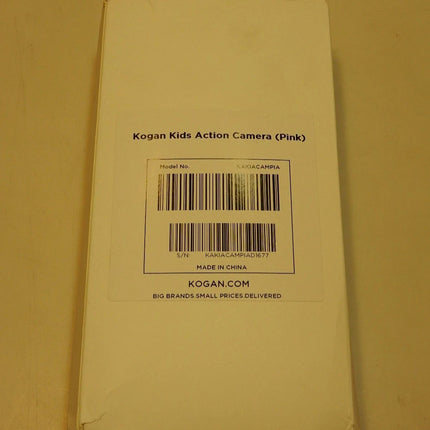 Kogan Kids Action Camera (Pink)
Model No. KAKIACAMPIA
S/N: KAKIACAMPIAD1677
MADE IN CHINA
KOGAN.COM
BIG BRANDS.SMALL PRICES.DELIVERED